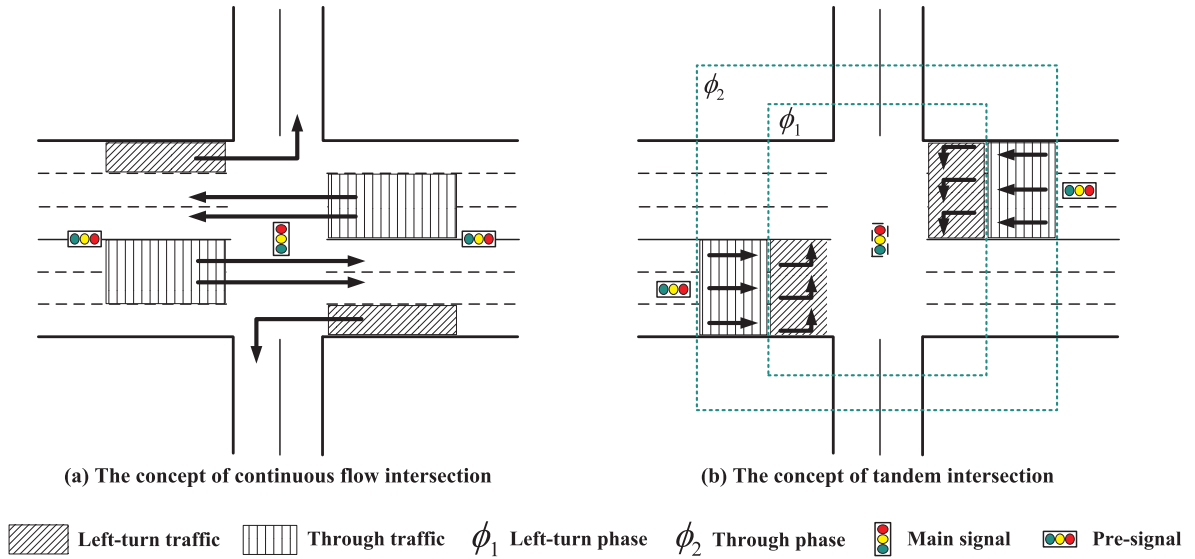 ϕ₂
ϕ₁
(a) The concept of continuous flow intersection
(b) The concept of tandem intersection
Left-turn traffic
Through traffic
ϕ₁ Left-turn phase
ϕ₂ Through phase
Main signal
Pre-signal